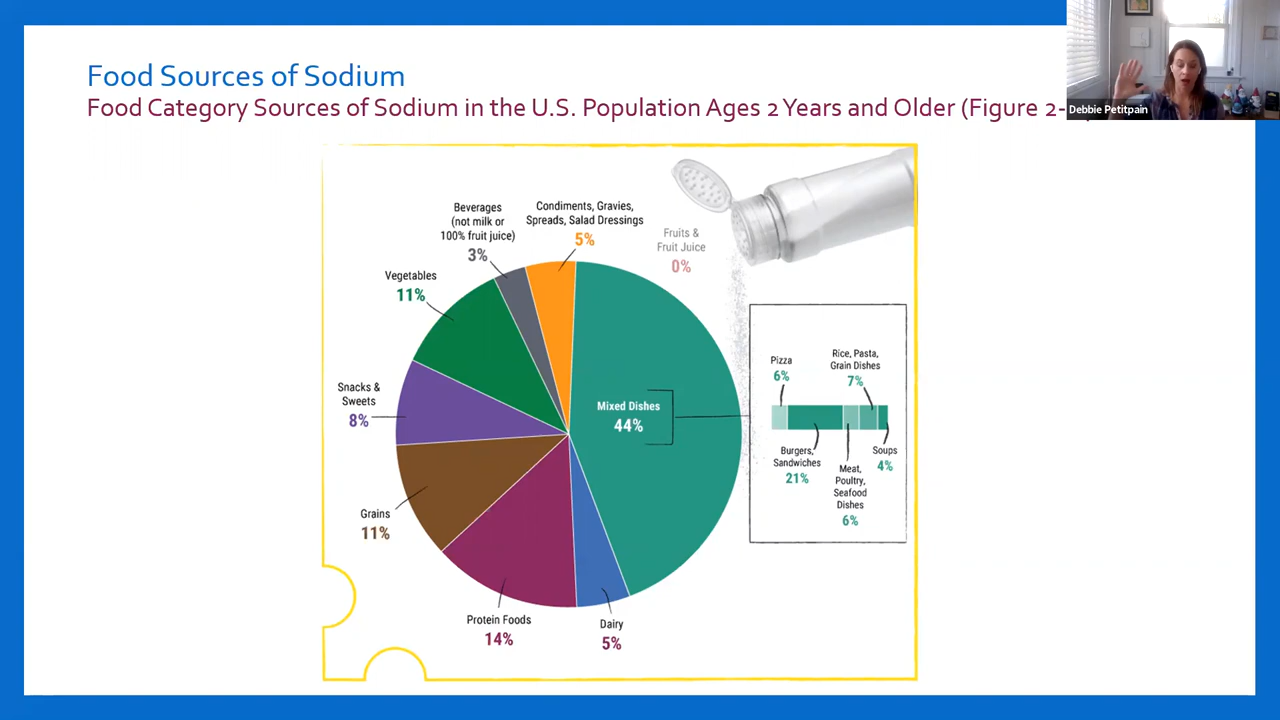 Food Sources of Sodium
Food Category Sources of Sodium in the U.S. Population Ages 2 Years and Older (Figure 2-
Debbie Petitpain
Beverages
(not milk or
100% fruit juice)
3%
Condiments, Gravies,
Spreads, Salad Dressings
5%
Fruits &
Fruit Juice
0%
Vegetables
11%
Snacks &
Sweets
8%
Mixed Dishes
44%
Pizza
6%
Rice, Pasta,
Grain Dishes
7%
Burgers,
Sandwiches
21%
Meat,
Poultry,
Seafood
Dishes
6%
Soups
4%
Grains
11%
Protein Foods
14%
Dairy
5%